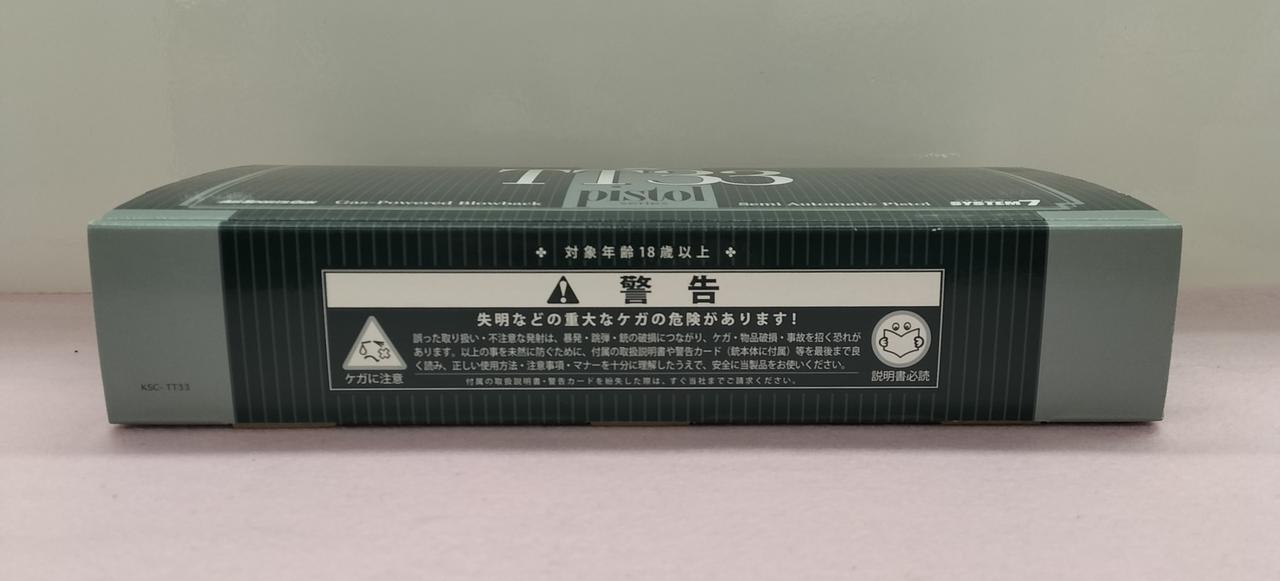 TT33
pistol
series
Gas Powered Blowback
Semi Automatic Pistol
SYSTEM7
対象年齢18歳以上
警告
失明などの重大なケガの危険があります!
誤った取り扱い・不注意な発射は、暴発・跳弾・銃の破損につながり、ケガ・物品破損・事故を招く恐れが
あります。以上の事を未然に防ぐために、付属の取扱説明書や警告カード(銃本体に付属)等を最後まで良
く読み、正しい使用方法・注意事項・マナーを十分に理解したうえで、安全に当製品をお使いください。
付属の取扱説明書・警告カードを紛失した際は、すぐ当社までご請求ください。
ケガに注意
説明書必読
KSC- TT33